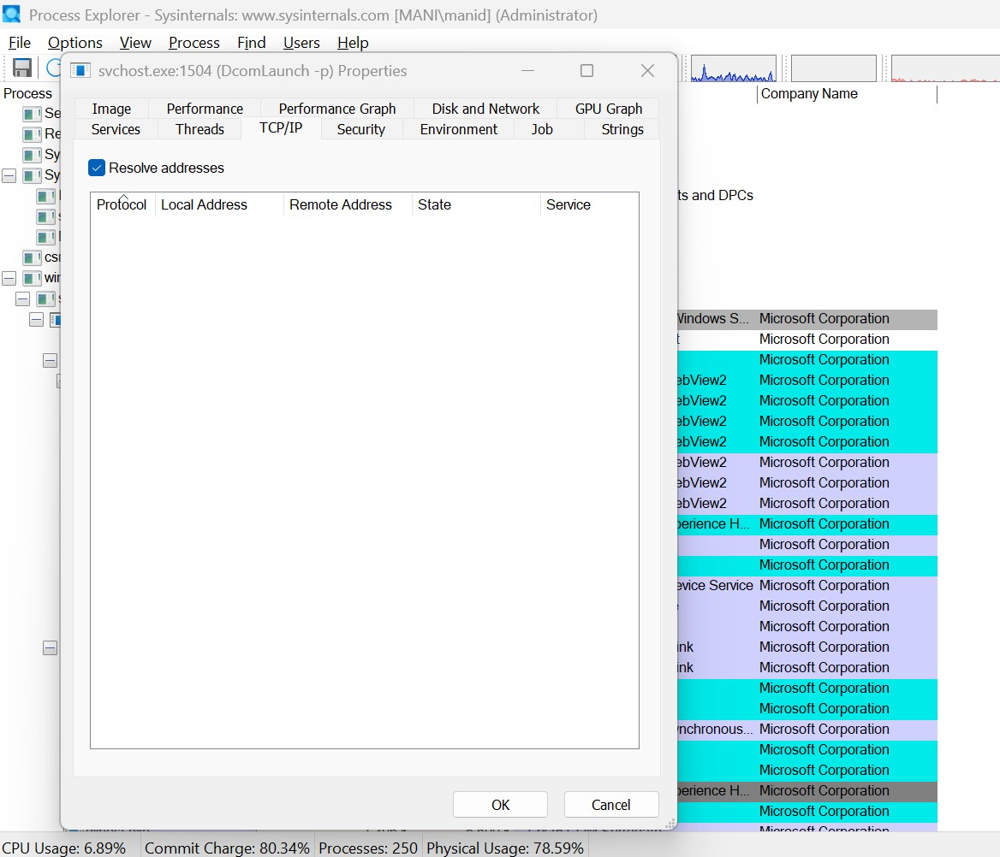 Process Explorer - Sysinternals: www.sysinternals.com [MANI\manid] (Administrator)
File Options View Process Find Users Help
svchost.exe:1504 (DcomLaunch -p) Properties
Process
Company Name
Image Performance Performance Graph Disk and Network GPU Graph
Services Threads TCP/IP Security Environment Job Strings
Resolve addresses
Protocol Local Address Remote Address State Service
Se
Re
Sy
Sy
csr
wir
ts and DPCs
Windows S... Microsoft Corporation
t Microsoft Corporation
Microsoft Corporation
ebView2 Microsoft Corporation
ebView2 Microsoft Corporation
ebView2 Microsoft Corporation
ebView2 Microsoft Corporation
ebView2 Microsoft Corporation
ebView2 Microsoft Corporation
ebView2 Microsoft Corporation
perience H... Microsoft Corporation
Microsoft Corporation
Microsoft Corporation
evice Service Microsoft Corporation
Microsoft Corporation
Microsoft Corporation
ink Microsoft Corporation
ink Microsoft Corporation
Microsoft Corporation
Microsoft Corporation
ynchronous... Microsoft Corporation
Microsoft Corporation
Microsoft Corporation
perience H... Microsoft Corporation
Microsoft Corporation
Microsoft Corporation
OK Cancel
CPU Usage: 6.89% Commit Charge: 80.34% Processes: 250 Physical Usage: 78.59%